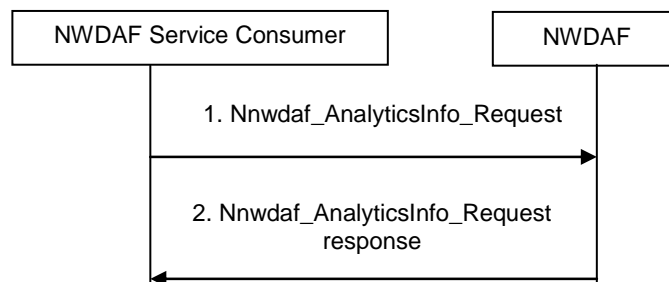 NWDAF Service Consumer
NWDAF
1. Nnwdaf_AnalyticsInfo_Request
2. Nnwdaf_AnalyticsInfo_Request
response